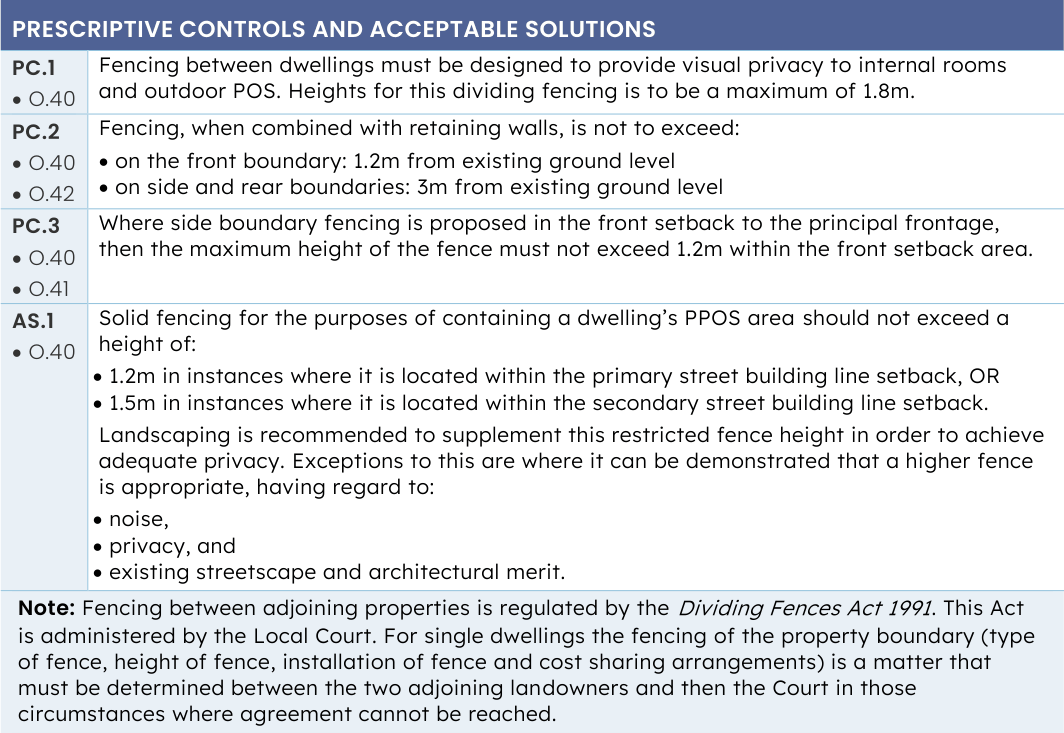 PRESCRIPTIVE CONTROLS AND ACCEPTABLE SOLUTIONS
PC.1
• O.40
Fencing between dwellings must be designed to provide visual privacy to internal rooms
and outdoor POS. Heights for this dividing fencing is to be a maximum of 1.8m.
PC.2
• O.40
• O.42
Fencing, when combined with retaining walls, is not to exceed:
• on the front boundary: 1.2m from existing ground level
• on side and rear boundaries: 3m from existing ground level
PC.3
• O.40
• O.41
Where side boundary fencing is proposed in the front setback to the principal frontage,
then the maximum height of the fence must not exceed 1.2m within the front setback area.
AS.1
• O.40
Solid fencing for the purposes of containing a dwelling’s PPOS area should not exceed a
height of:
• 1.2m in instances where it is located within the primary street building line setback, OR
• 1.5m in instances where it is located within the secondary street building line setback.
Landscaping is recommended to supplement this restricted fence height in order to achieve
adequate privacy. Exceptions to this are where it can be demonstrated that a higher fence
is appropriate, having regard to:
• noise,
• privacy, and
• existing streetscape and architectural merit.
Note: Fencing between adjoining properties is regulated by the Dividing Fences Act 1991. This Act
is administered by the Local Court. For single dwellings the fencing of the property boundary (type
of fence, height of fence, installation of fence and cost sharing arrangements) is a matter that
must be determined between the two adjoining landowners and then the Court in those
circumstances where agreement cannot be reached.